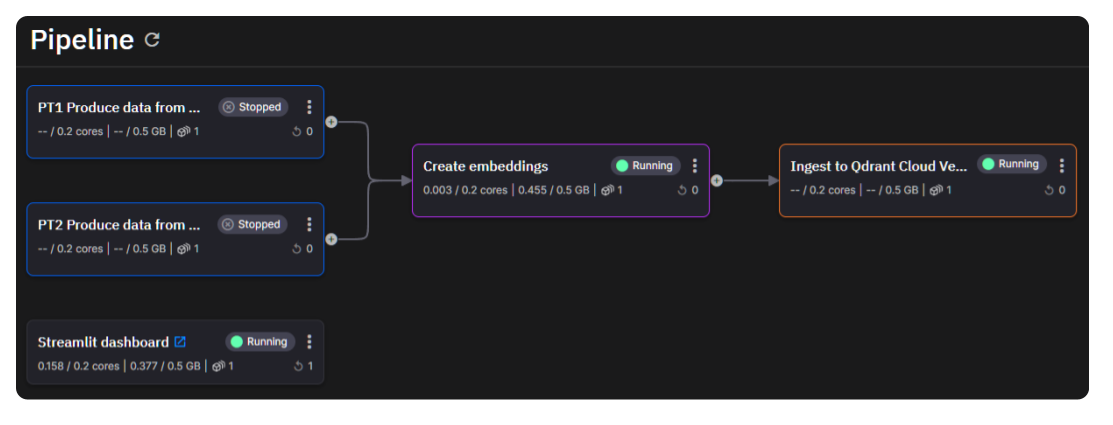 Pipeline
PT1 Produce data from ... Stopped
-- / 0.2 cores | -- / 0.5 GB | 1 0
PT2 Produce data from ... Stopped
-- / 0.2 cores | -- / 0.5 GB | 1 0
Streamlit dashboard Running
0.158 / 0.2 cores | 0.377 / 0.5 GB | 1 1
Create embeddings Running
0.003 / 0.2 cores | 0.455 / 0.5 GB | 1 0
Ingest to Qdrant Cloud Ve... Running
-- / 0.2 cores | -- / 0.5 GB | 1 0